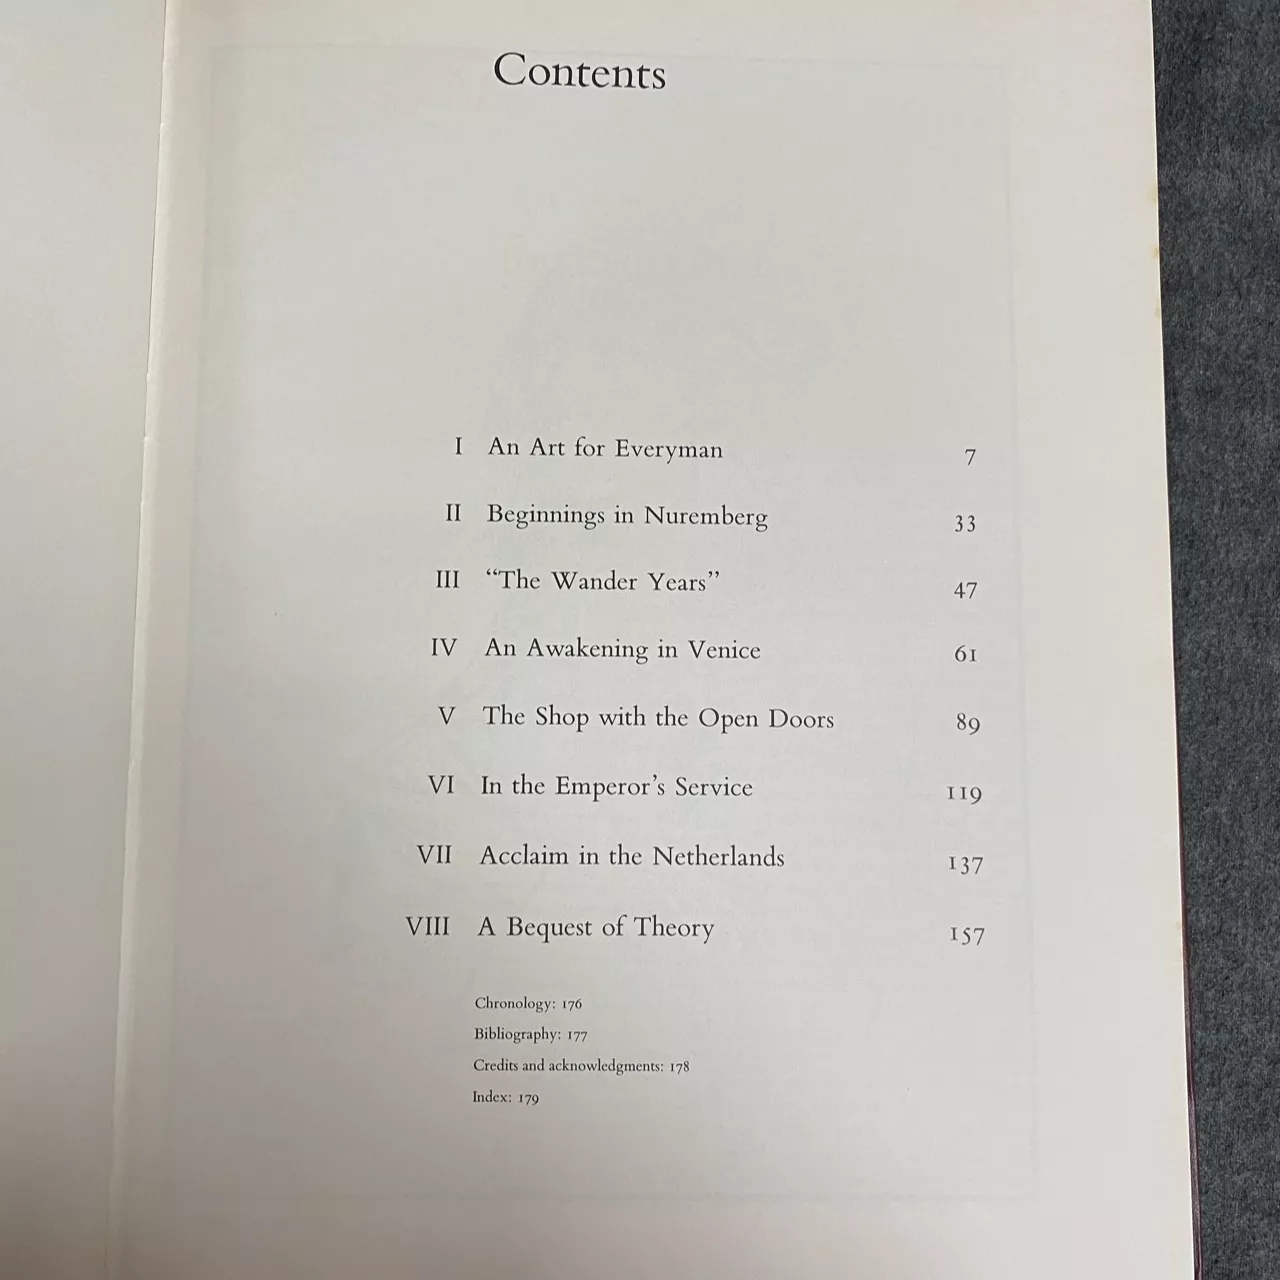 Contents
I An Art for Everyman 7
II Beginnings in Nuremberg 33
III “The Wander Years” 47
IV An Awakening in Venice 61
V The Shop with the Open Doors 89
VI In the Emperor’s Service 119
VII Acclaim in the Netherlands 137
VIII A Bequest of Theory 157
Chronology: 176
Bibliography: 177
Credits and acknowledgments: 178
Index: 179